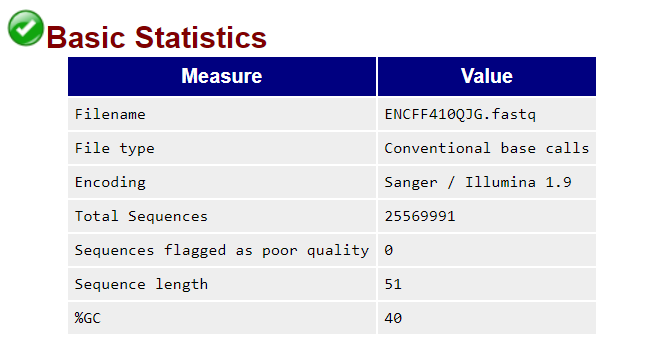 Basic Statistics
Measure Value
Filename ENCFF410QJG.fastq
File type Conventional base calls
Encoding Sanger / Illumina 1.9
Total Sequences 25569991
Sequences flagged as poor quality 0
Sequence length 51
%GC 40